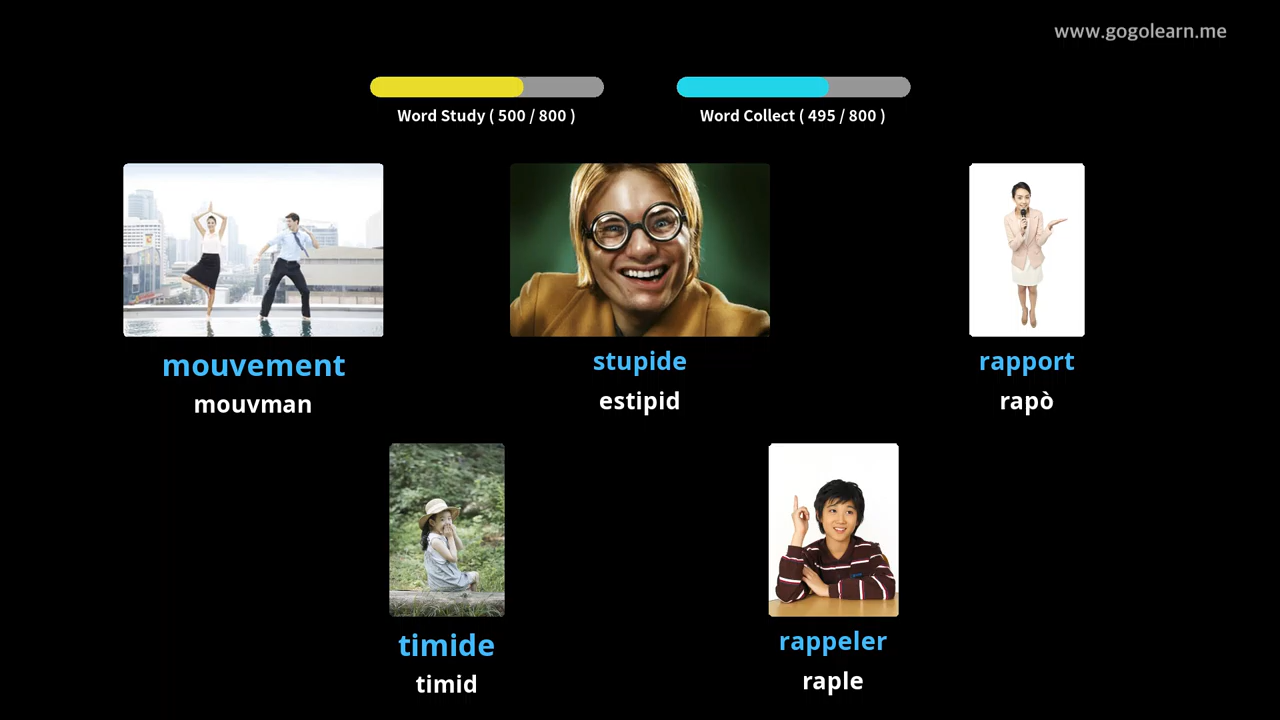 www.gogolearn.me
Word Study ( 500 / 800 )
Word Collect ( 495 / 800 )
mouvement
mouvman
stupide
estipid
rapport
rapò
timide
timid
rappeler
raple